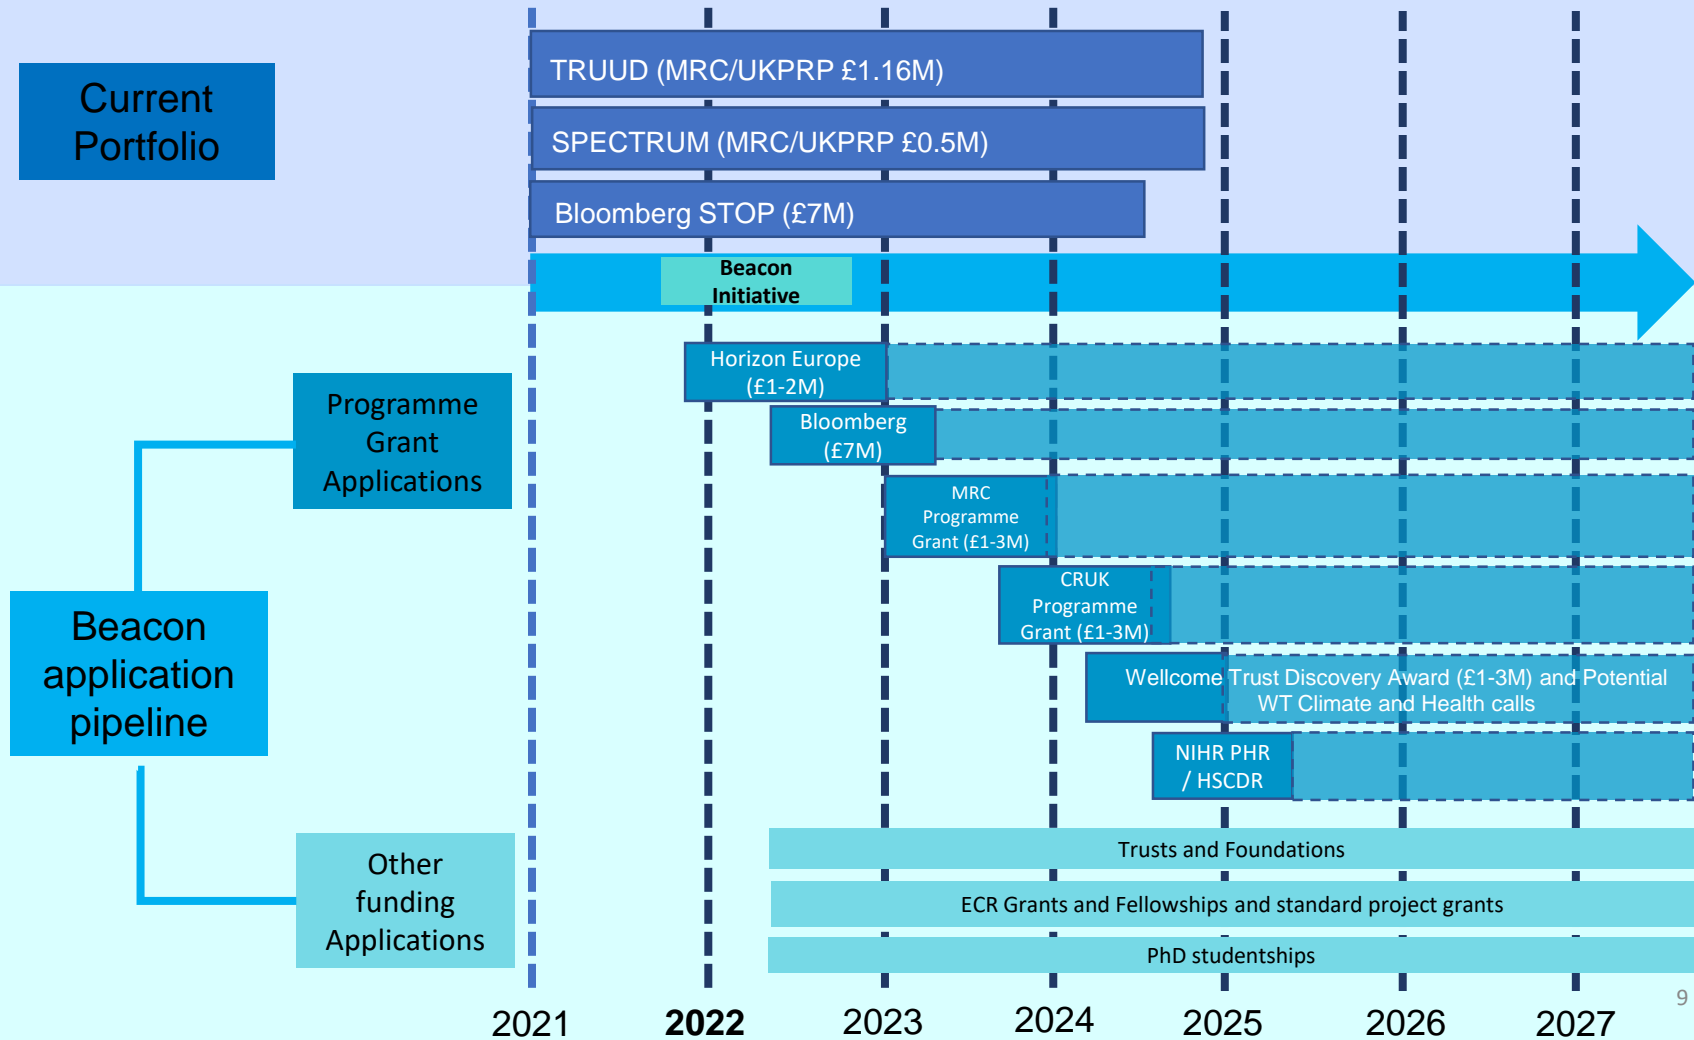 Current
Portfolio
TRUUD (MRC/UKPRP £1.16M)
SPECTRUM (MRC/UKPRP £0.5M)
Bloomberg STOP (£7M)
Beacon
Initiative
Programme
Grant
Applications
Horizon Europe
(£1-2M)
Bloomberg
(£7M)
MRC
Programme
Grant (£1-3M)
CRUK
Programme
Grant (£1-3M)
Wellcome Trust Discovery Award (£1-3M) and Potential
WT Climate and Health calls
NIHR PHR
/ HSCDR
Beacon
application
pipeline
Other
funding
Applications
Trusts and Foundations
ECR Grants and Fellowships and standard project grants
PhD studentships
2021 2022 2023 2024 2025 2026 2027
9